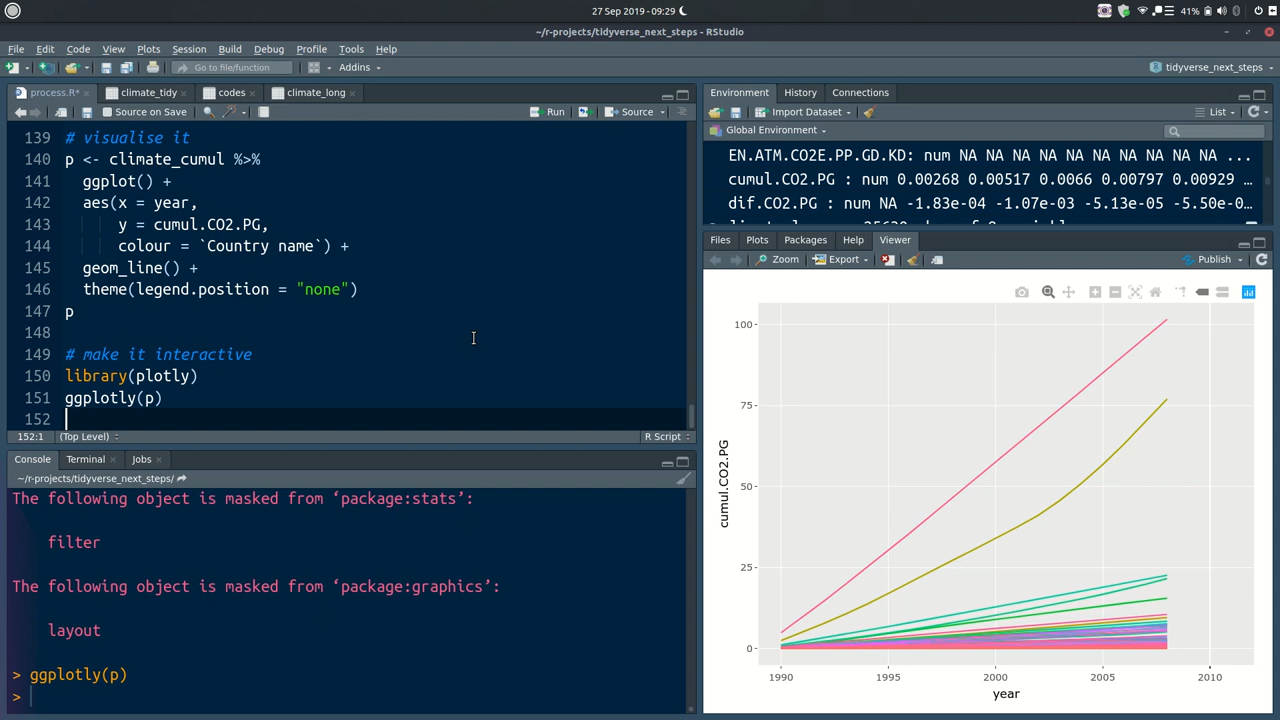 27 Sep 2019 - 09:29
41%
~/r-projects/tidyverse_next_steps - RStudio
File Edit Code View Plots Session Build Debug Profile Tools Help
Go to file/function Addins tidyverse_next_steps
process.R* climate_tidy codes climate_long
Source on Save Run Source
139 # visualise it
140 p <- climate_cumul %>%
141 ggplot() +
142 aes(x = year,
143 y = cumul.CO2.PG,
144 colour = `Country name`) +
145 geom_line() +
146 theme(legend.position = "none")
147 p
148
149 # make it interactive
150 library(plotly)
151 ggplotly(p)
152
152:1 (Top Level) R Script
Console Terminal Jobs
~/r-projects/tidyverse_next_steps/
The following object is masked from ‘package:stats’:
filter
The following object is masked from ‘package:graphics’:
layout
> ggplotly(p)
>
Environment History Connections
Import Dataset List
Global Environment
EN.ATM.CO2E.PP.GD.KD: num NA NA NA NA NA NA NA NA NA ...
cumul.CO2.PG : num 0.00268 0.00517 0.0066 0.00797 0.00929 …
dif.CO2.PG : num NA -1.83e-04 -1.07e-03 -5.13e-05 -5.50e-0…
Files Plots Packages Help Viewer
Zoom Export Publish
100
75
50
25
0
cumul.CO2.PG
1990 1995 2000 2005 2010
year